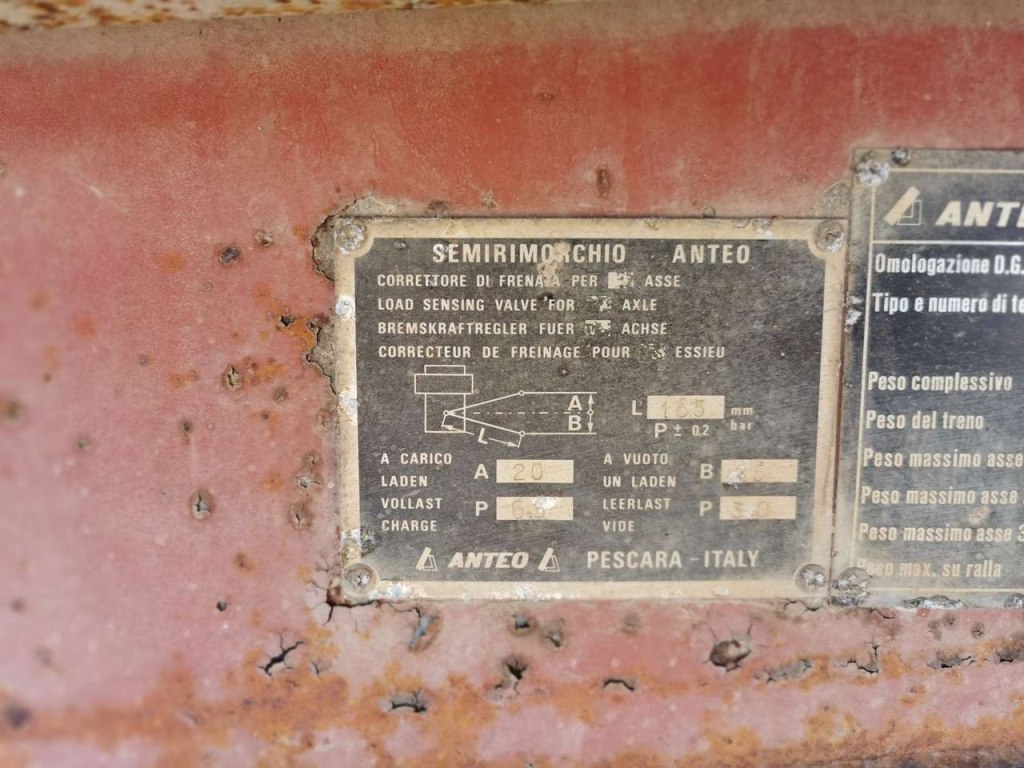 SEMIRIMORCHIO ANTEO
CORRETTORE DI FRENATA PER ASSE
LOAD SENSING VALVE FOR AXLE
BREMSKRAFTREGLER FUER ACHSE
CORRECTEUR DE FREINAGE POUR ESSIEU
A
B
L
L mm
P ± 0,2 bar
A CARICO
LADEN
VOLLAST
CHARGE
A 20
P
A VUOTO
UN LADEN
LEERLAST
VIDE
B
P 3.0
ANTEO PESCARA - ITALY
ANTE
Omologazione D.G.
Tipo e numero di te
Peso complessivo
Peso del treno
Peso massimo asse
Peso massimo asse
Peso massimo asse 3
Peso max. su ralla